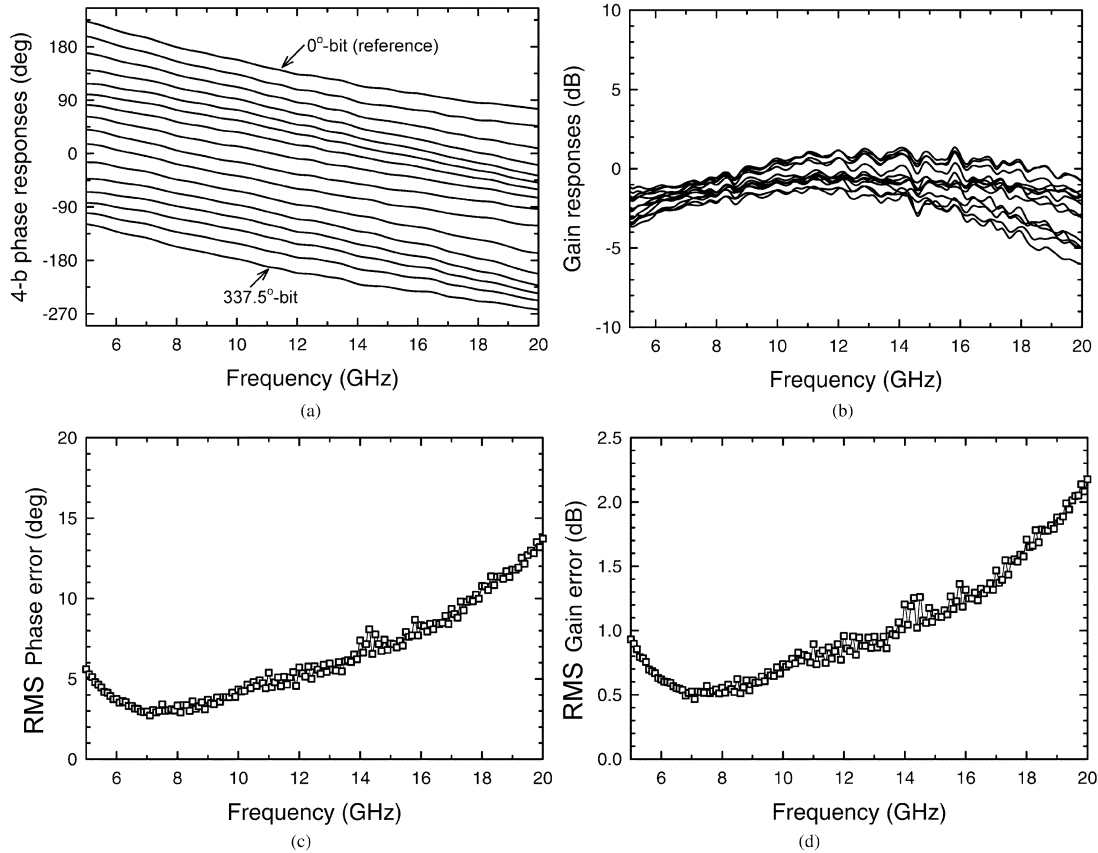 4-b phase responses (deg)
180
90
0
-90
-180
-270
0°-bit (reference)
337.5°-bit
6 8 10 12 14 16 18 20
Frequency (GHz)
(a)
Gain responses (dB)
10
5
0
-5
-10
6 8 10 12 14 16 18 20
Frequency (GHz)
(b)
RMS Phase error (deg)
20
15
10
5
0
6 8 10 12 14 16 18 20
Frequency (GHz)
(c)
RMS Gain error (dB)
2.5
2.0
1.5
1.0
0.5
0.0
6 8 10 12 14 16 18 20
Frequency (GHz)
(d)